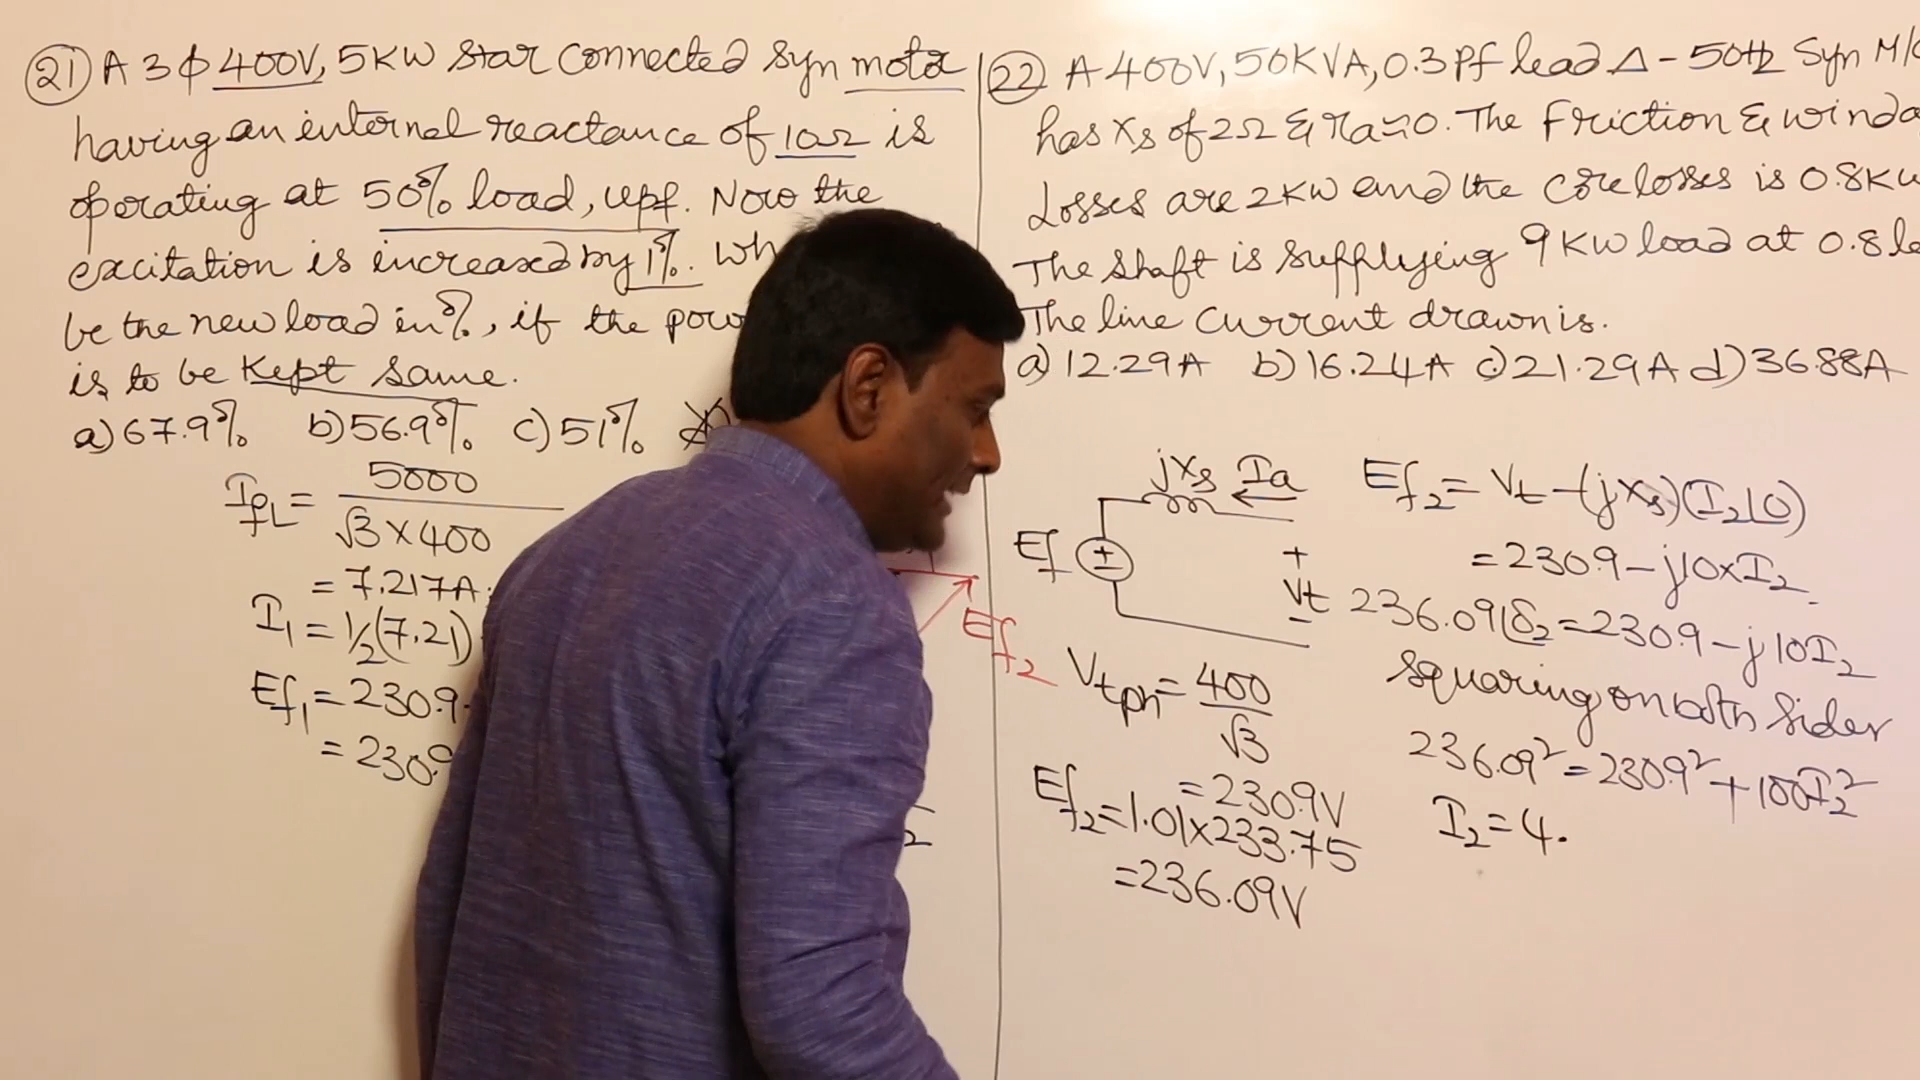 21) A 3ϕ 400V, 5KW star connected syn motor
having an internal reactance of 10Ω is
operating at 50% load, upf. Now the
excitation is increased by 1%. Wh
be the new load in %, if the pow
is to be kept same.
a) 67.9% b) 56.9% c) 51%
IfL = 5000 / √3 × 400
= 7.217A
I1 = 1/2 (7.21)
Ef1 = 230.9
= 230.9
Ef2
22) A 400V, 50KVA, 0.3 Pf lead Δ - 50Hz Syn M/C
has Xs of 2Ω & ra≃0. The Friction & winda
Losses are 2KW and the core losses is 0.8KW
The shaft is supplying 9KW load at 0.8 le
The line current drawn is.
a) 12.29A b) 16.24A c) 21.29A d) 36.88A
jXs Ia
Ef
+
Vt
-
Vtph = 400 / √3
= 230.9V
Ef2 = 1.01 × 233.75
= 236.09V
Ef2 = Vt - (jXs)(I2∠0)
= 230.9 - j10×I2
236.09∠δ2 = 230.9 - j10I2
Squaring on both sides
236.09² = 230.9² + 100I2²
I2 = 4.